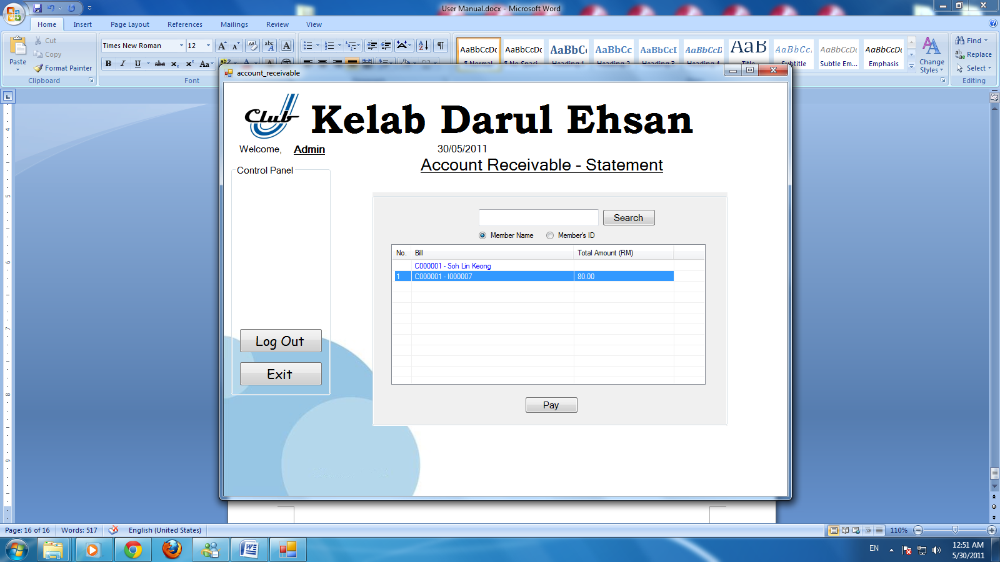 User Manual.docx - Microsoft Word
Home Insert Page Layout References Mailings Review View
Paste
Cut
Copy
Format Painter
Clipboard
Times New Roman 12
B I U abc X₂ X² Aa
Font
AaBbCcDc AaBbCcDc AaBbC AaBbCc AaBbCcI AaBbCcD AaB AaBbCc. AaBbCcDc AaBbCcDc
Subtle Em... Emphasis
Change Styles
Find
Replace
Select
Editing
account_receivable
Club
Kelab Darul Ehsan
Welcome, Admin 30/05/2011
Account Receivable - Statement
Control Panel
Search
Member Name Member's ID
No. Bill Total Amount (RM)
C000001 - Soh Lin Keong
1 C000001 - I000007 80.00
Log Out
Exit
Pay
Page: 16 of 16 Words: 517 English (United States) 110%
EN 12:51 AM
5/30/2011